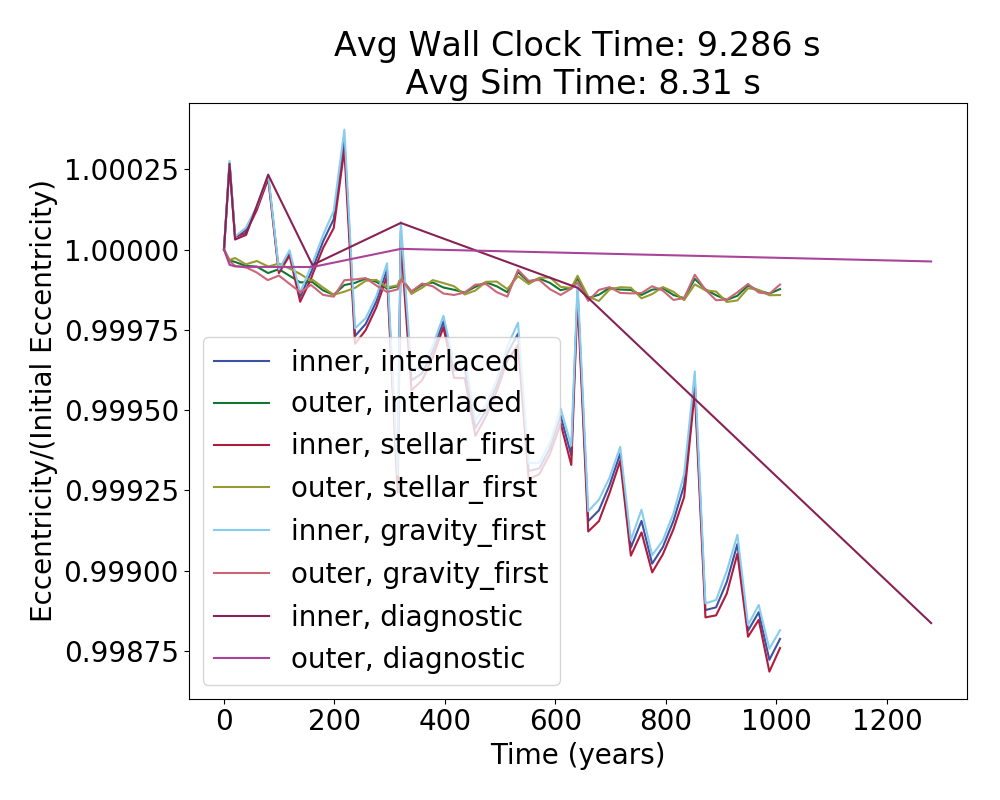 Avg Wall Clock Time: 9.286 s
Avg Sim Time: 8.31 s
Eccentricity/(Initial Eccentricity)
1.00025
1.00000
0.99975
0.99950
0.99925
0.99900
0.99875
inner, interlaced
outer, interlaced
inner, stellar_first
outer, stellar_first
inner, gravity_first
outer, gravity_first
inner, diagnostic
outer, diagnostic
0 200 400 600 800 1000 1200
Time (years)